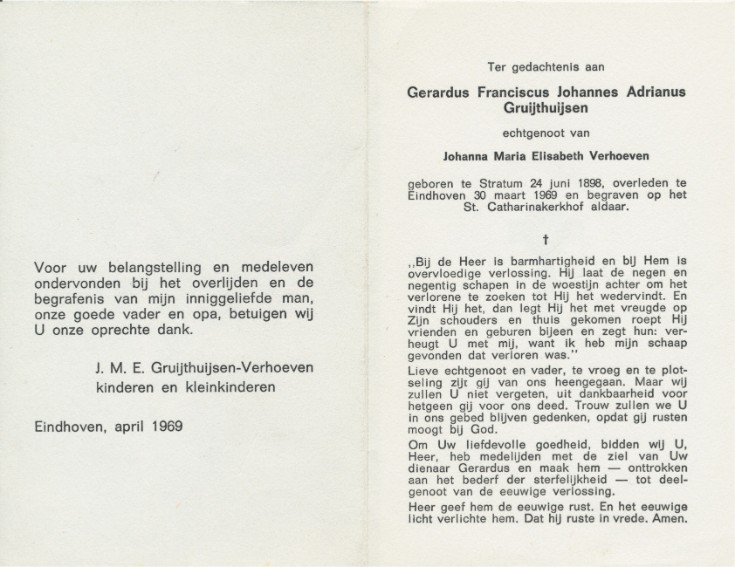 Voor uw belangstelling en medeleven
ondervonden bij het overlijden en de
begrafenis van mijn inniggeliefde man,
onze goede vader en opa, betuigen wij
U onze oprechte dank.
J. M. E. Gruijthuijsen-Verhoeven
kinderen en kleinkinderen
Eindhoven, april 1969
Ter gedachtenis aan
Gerardus Franciscus Johannes Adrianus
Gruijthuijsen
echtgenoot van
Johanna Maria Elisabeth Verhoeven
geboren te Stratum 24 juni 1898, overleden te
Eindhoven 30 maart 1969 en begraven op het
St. Catharinakerkhof aldaar.
†
„Bij de Heer is barmhartigheid en bij Hem is
overvloedige verlossing. Hij laat de negen en
negentig schapen in de woestijn achter om het
verlorene te zoeken tot Hij het wedervindt. En
vindt Hij het, dan legt Hij het met vreugde op
Zijn schouders en thuis gekomen roept Hij
vrienden en geburen bijeen en zegt hun: ver-
heugt U met mij, want ik heb mijn schaap
gevonden dat verloren was.”
Lieve echtgenoot en vader, te vroeg en te plot-
seling zijt gij van ons heengegaan. Maar wij
zullen U niet vergeten, uit dankbaarheid voor
hetgeen gij voor ons deed. Trouw zullen we U
in ons gebed blijven gedenken, opdat gij rusten
moogt bij God.
Om Uw liefdevolle goedheid, bidden wij U,
Heer, heb medelijden met de ziel van Uw
dienaar Gerardus en maak hem — onttrokken
aan het bederf der sterfelijkheid — tot deel-
genoot van de eeuwige verlossing.
Heer geef hem de eeuwige rust. En het eeuwige
licht verlichte hem. Dat hij ruste in vrede. Amen.